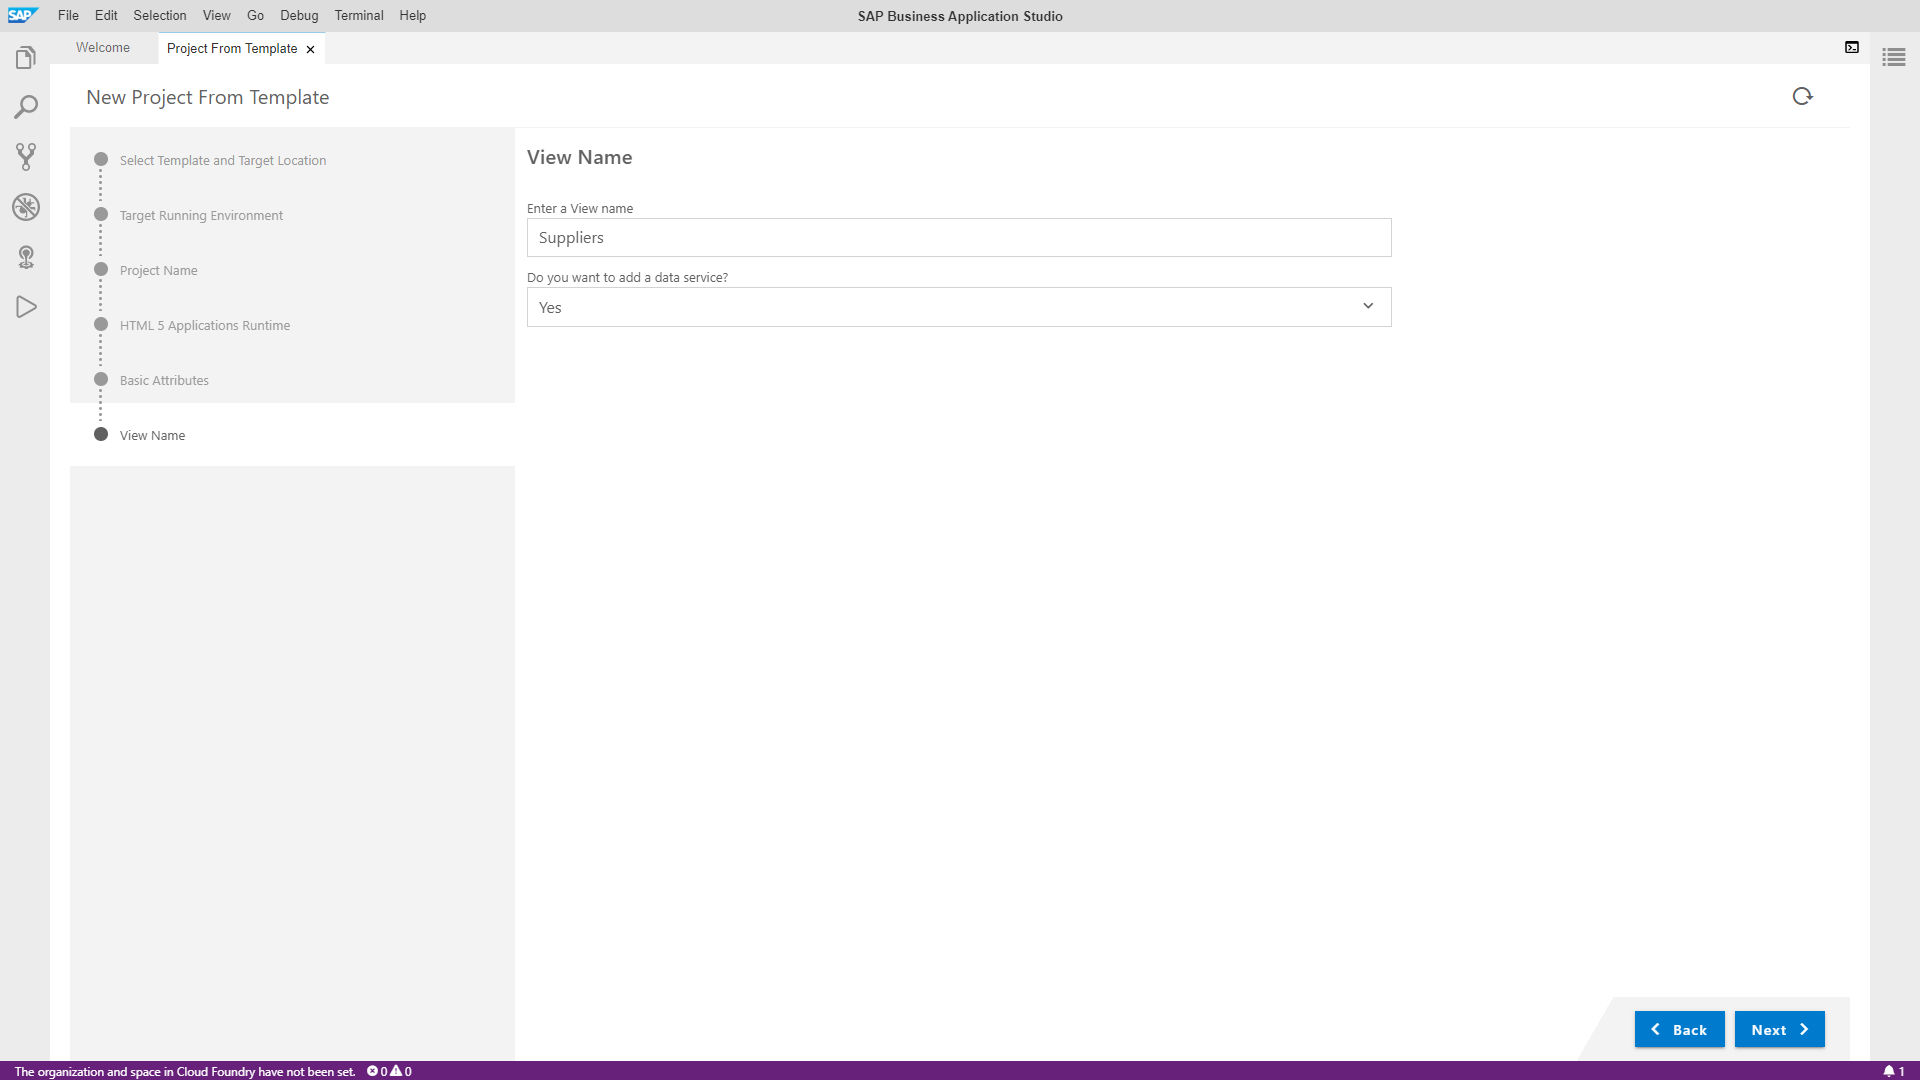 SAP File Edit Selection View Go Debug Terminal Help SAP Business Application Studio
Welcome Project From Template
New Project From Template
Select Template and Target Location
Target Running Environment
Project Name
HTML 5 Applications Runtime
Basic Attributes
View Name
View Name
Enter a View name
Suppliers
Do you want to add a data service?
Yes
Back Next
The organization and space in Cloud Foundry have not been set. 0 0 1